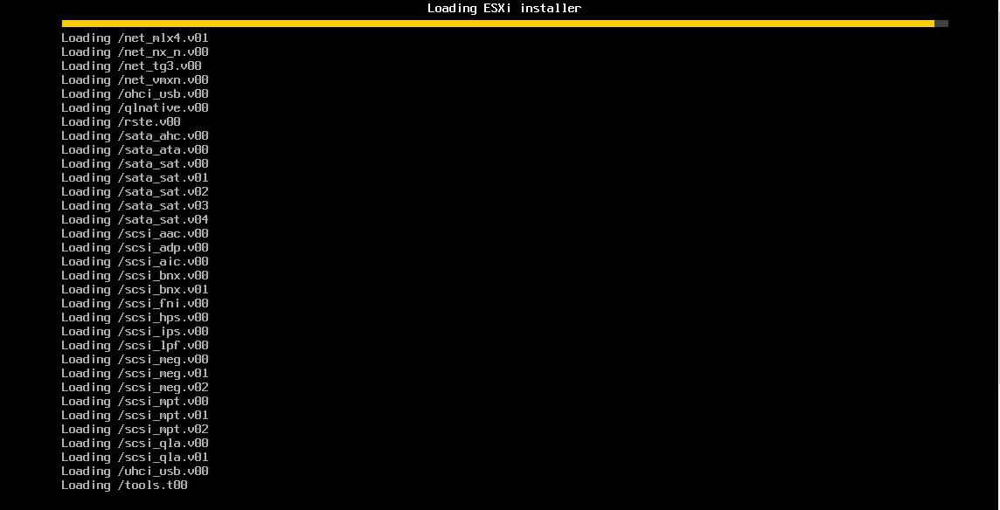 Loading ESXi installer
Loading /net_mlx4.v01
Loading /net_nx_n.v00
Loading /net_tg3.v00
Loading /net_vmxn.v00
Loading /ohci_usb.v00
Loading /qlnative.v00
Loading /rste.v00
Loading /sata_ahc.v00
Loading /sata_ata.v00
Loading /sata_sat.v00
Loading /sata_sat.v01
Loading /sata_sat.v02
Loading /sata_sat.v03
Loading /sata_sat.v04
Loading /scsi_aac.v00
Loading /scsi_adp.v00
Loading /scsi_aic.v00
Loading /scsi_bnx.v00
Loading /scsi_bnx.v01
Loading /scsi_fni.v00
Loading /scsi_hps.v00
Loading /scsi_ips.v00
Loading /scsi_lpf.v00
Loading /scsi_meg.v00
Loading /scsi_meg.v01
Loading /scsi_meg.v02
Loading /scsi_mpt.v00
Loading /scsi_mpt.v01
Loading /scsi_mpt.v02
Loading /scsi_qla.v00
Loading /scsi_qla.v01
Loading /uhci_usb.v00
Loading /tools.t00